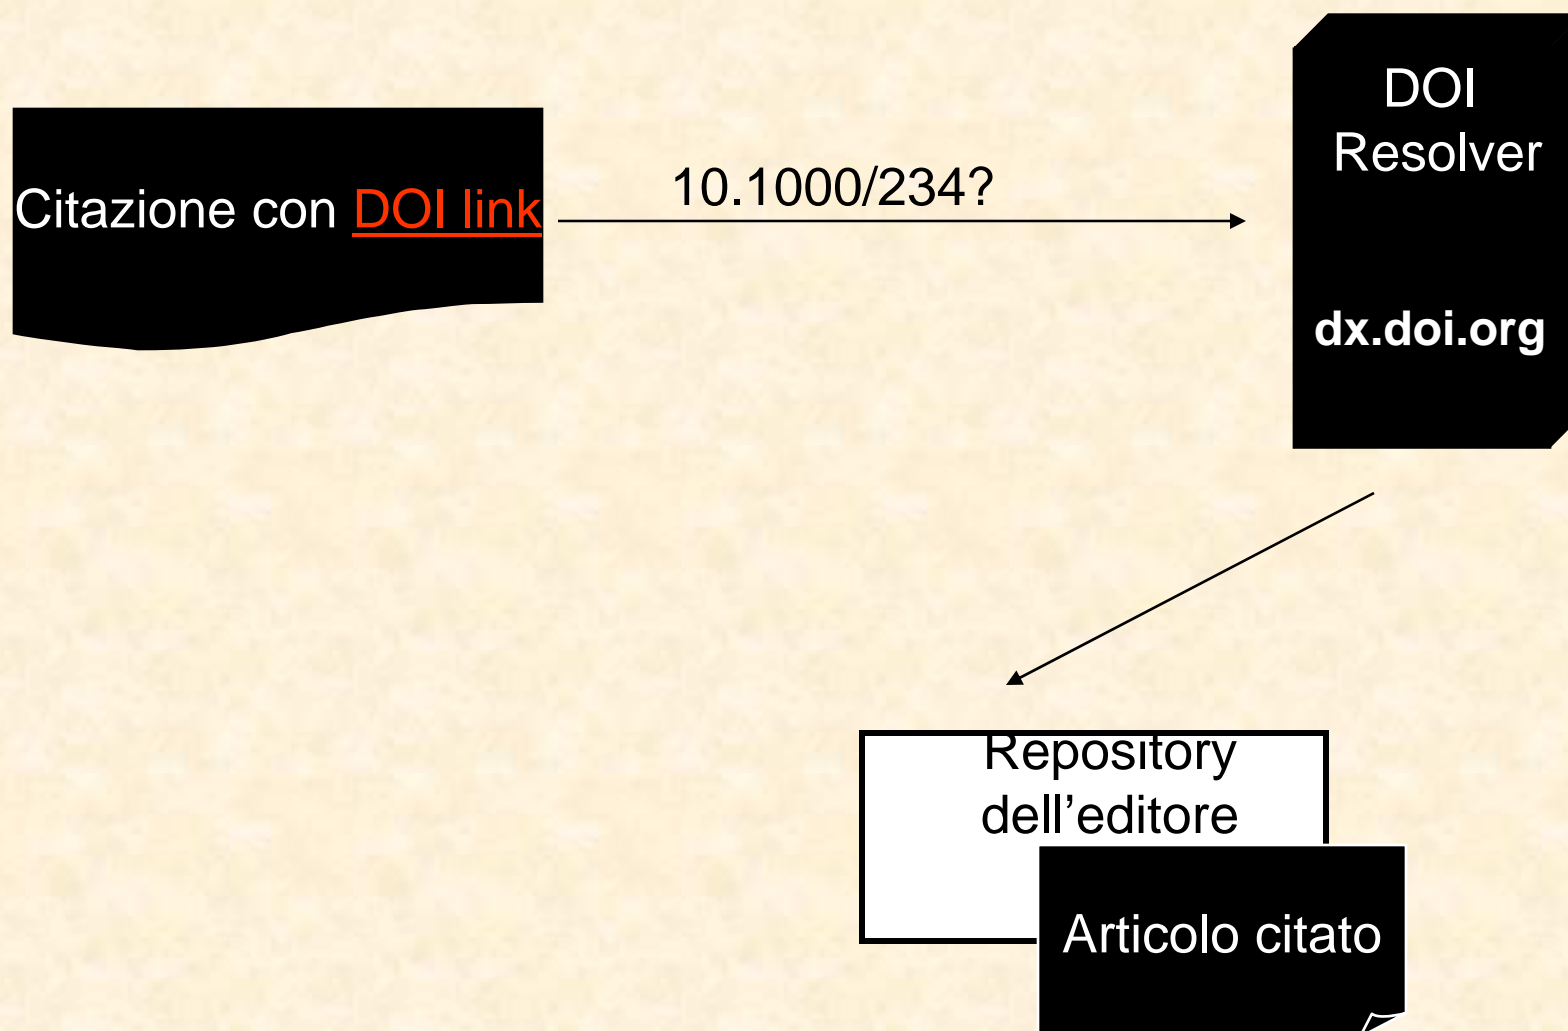 Citazione con DOI link
10.1000/234?
DOI
Resolver
dx.doi.org
Repository
dell’editore
Articolo citato